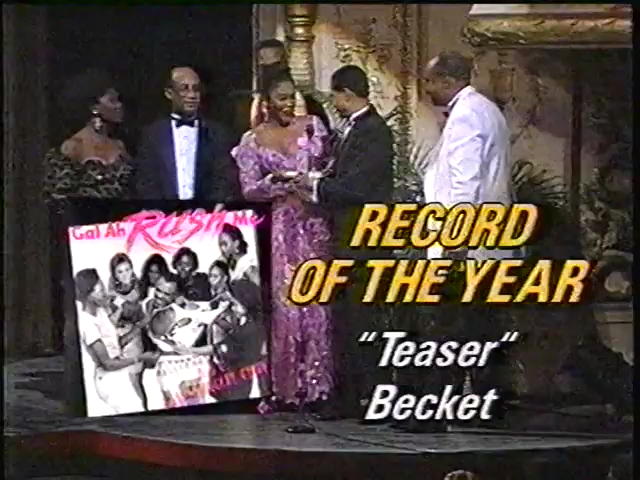 Gal Ah Rush Me
RECORD
OF THE YEAR
"Teaser"
Becket